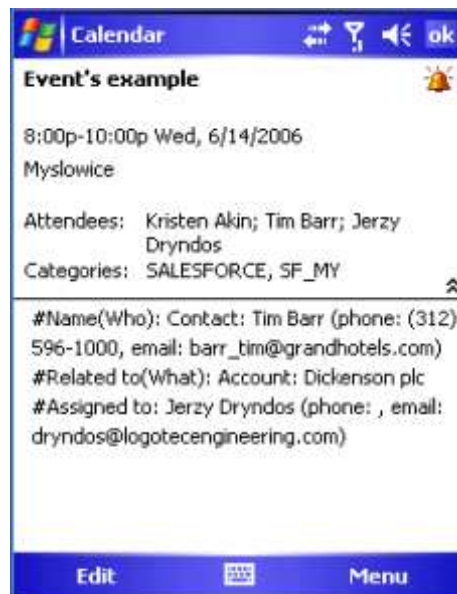 Calendar
ok
Event's example
8:00p-10:00p Wed, 6/14/2006
Myslowice
Attendees: Kristen Akin; Tim Barr; Jerzy
Dryndos
Categories: SALESFORCE, SF_MY
#Name(Who): Contact: Tim Barr (phone: (312)
596-1000, email: barr_tim@grandhotels.com)
#Related to(What): Account: Dickenson plc
#Assigned to: Jerzy Dryndos (phone: , email:
dryndos@logotecengineering.com)
Edit
Menu